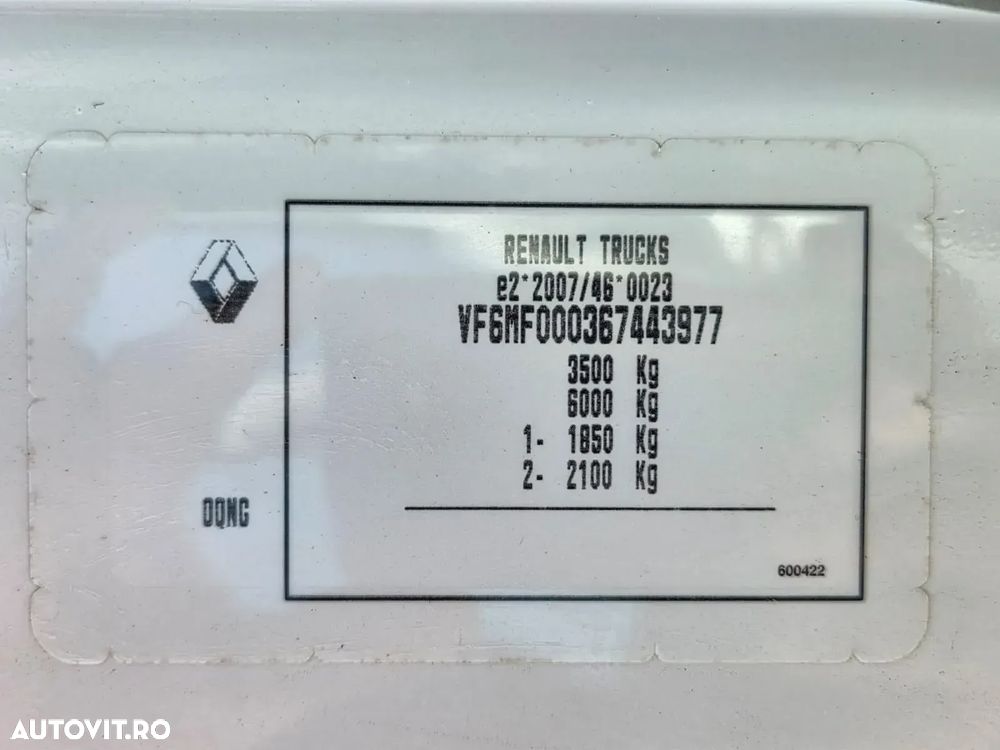 RENAULT TRUCKS
e2*2007/46*0023
VF6MF000367443977
3500 Kg
6000 Kg
1- 1850 Kg
2- 2100 Kg
OQNG
600422
AUTOVIT.RO